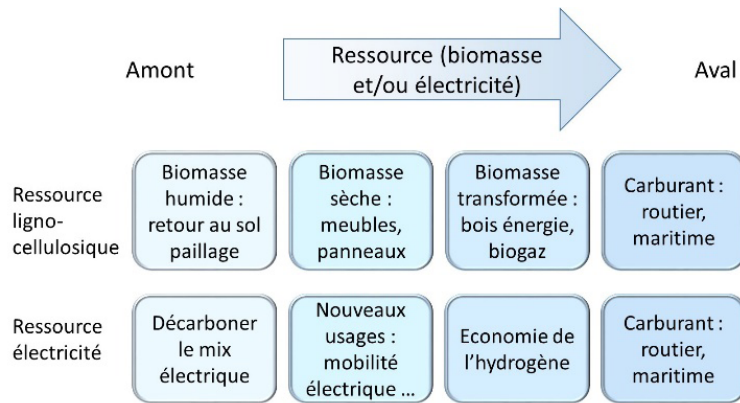 Amont
Ressource (biomasse
et/ou électricité)
Aval
Ressource
ligno-
cellulosique
Biomasse
humide :
retour au sol
paillage
Biomasse
sèche :
meubles,
panneaux
Biomasse
transformée :
bois énergie,
biogaz
Carburant :
routier,
maritime
Ressource
électricité
Décarboner
le mix
électrique
Nouveaux
usages :
mobilité
électrique ...
Economie de
l'hydrogène
Carburant :
routier,
maritime